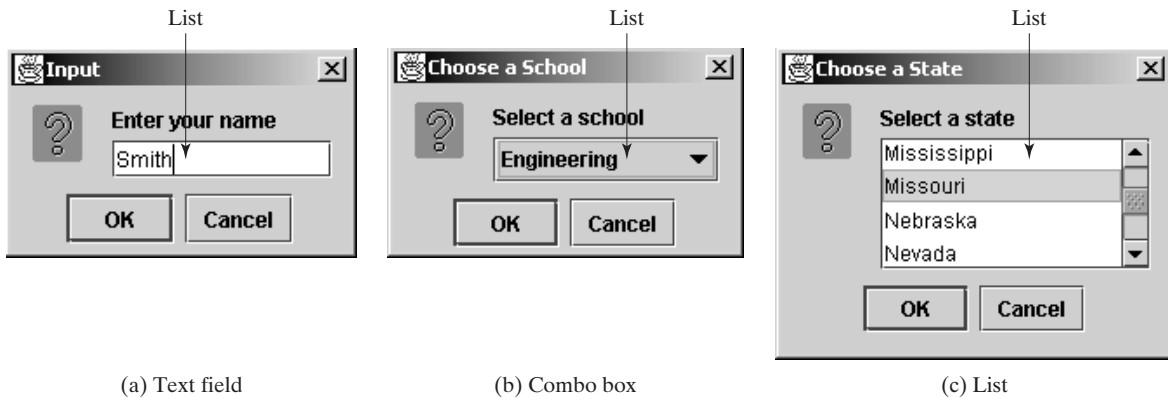 List
Input
Enter your name
Smith
OK Cancel
(a) Text field
List
Choose a School
Select a school
Engineering
OK Cancel
(b) Combo box
List
Choose a State
Select a state
Mississippi
Missouri
Nebraska
Nevada
OK Cancel
(c) List